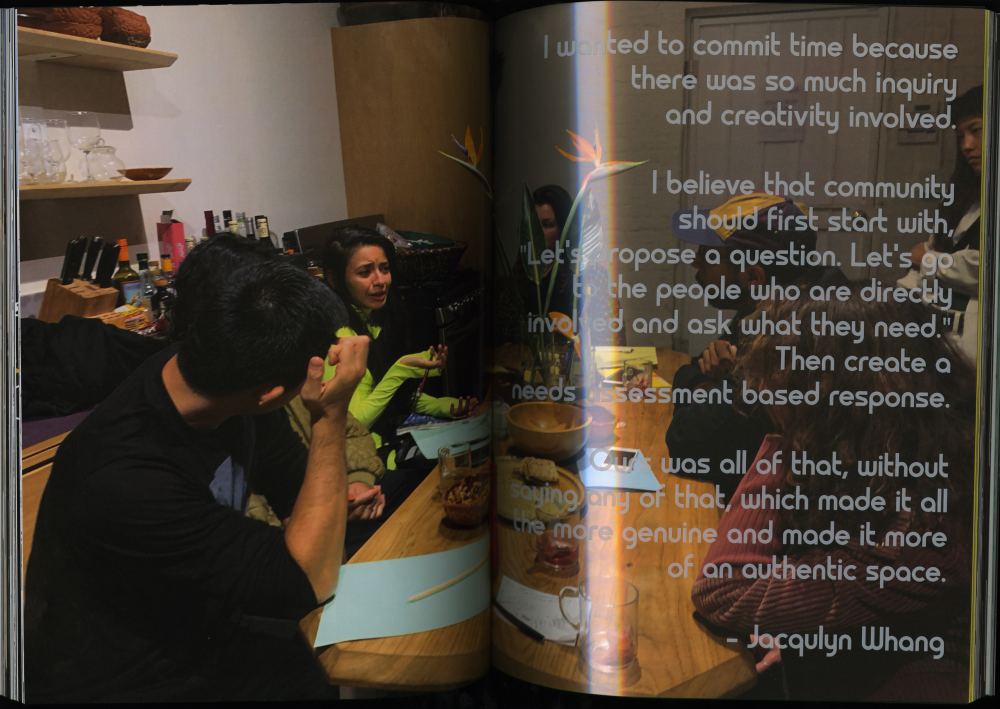 I wanted to commit time because
there was so much inquiry
and creativity involved.
I believe that community
should first start with,
"Let's propose a question. Let's go
to the people who are directly
involved and ask what they need."
Then create a
needs assessment based response.
Ours was all of that, without
saying any of that, which made it all
the more genuine and made it more
of an authentic space.
- Jacqulyn Whang